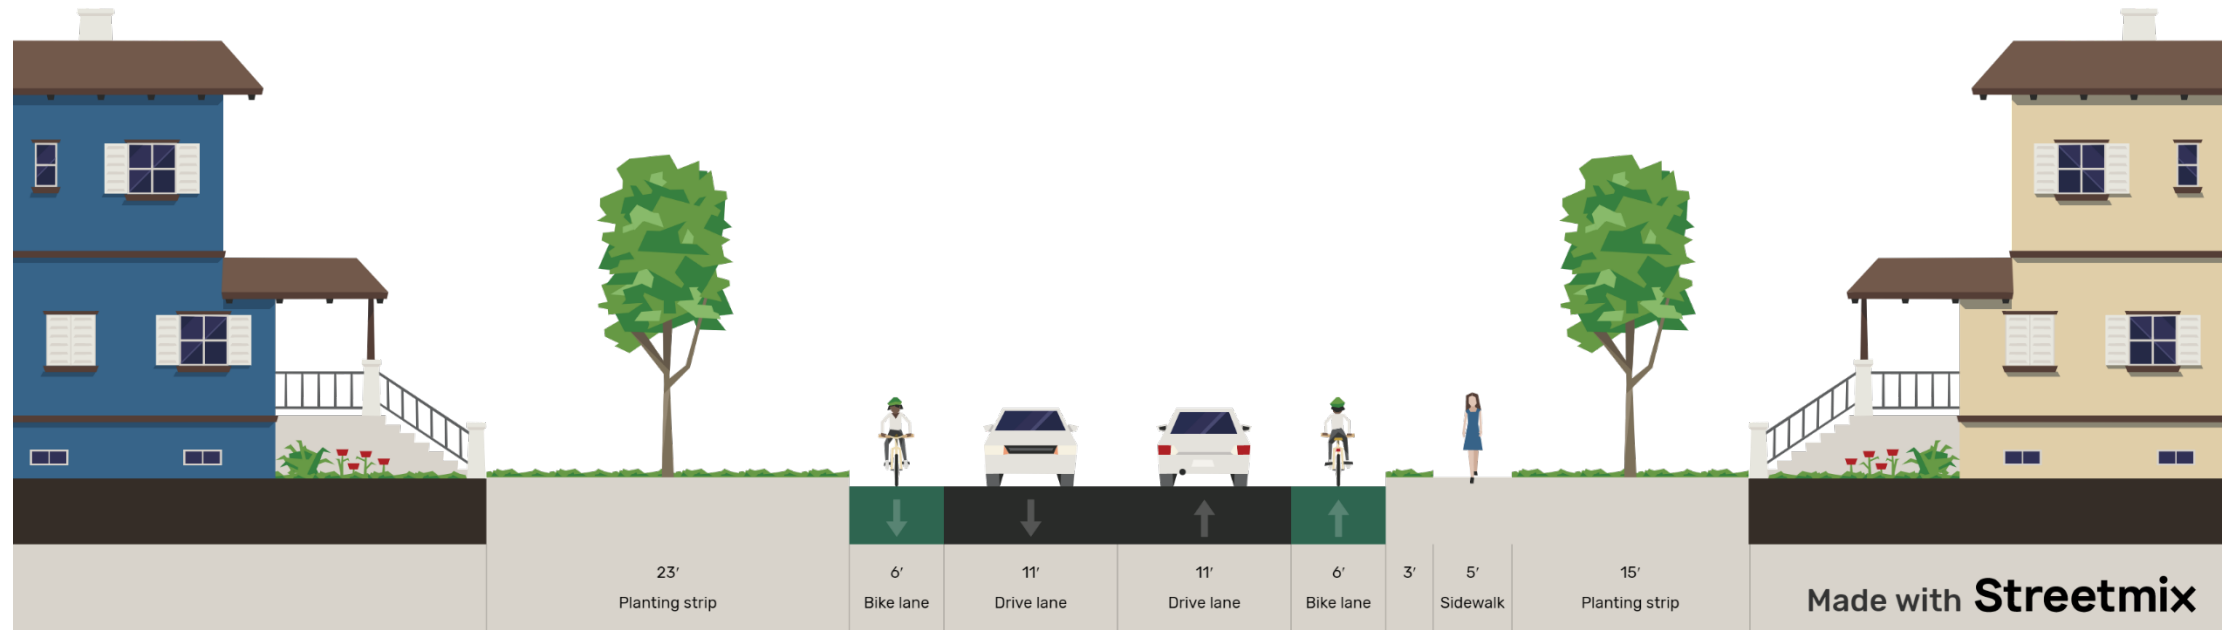 23′
Planting strip
6′
Bike lane
11′
Drive lane
11′
Drive lane
6′
Bike lane
3′
5′
Sidewalk
15′
Planting strip
Made with Streetmix